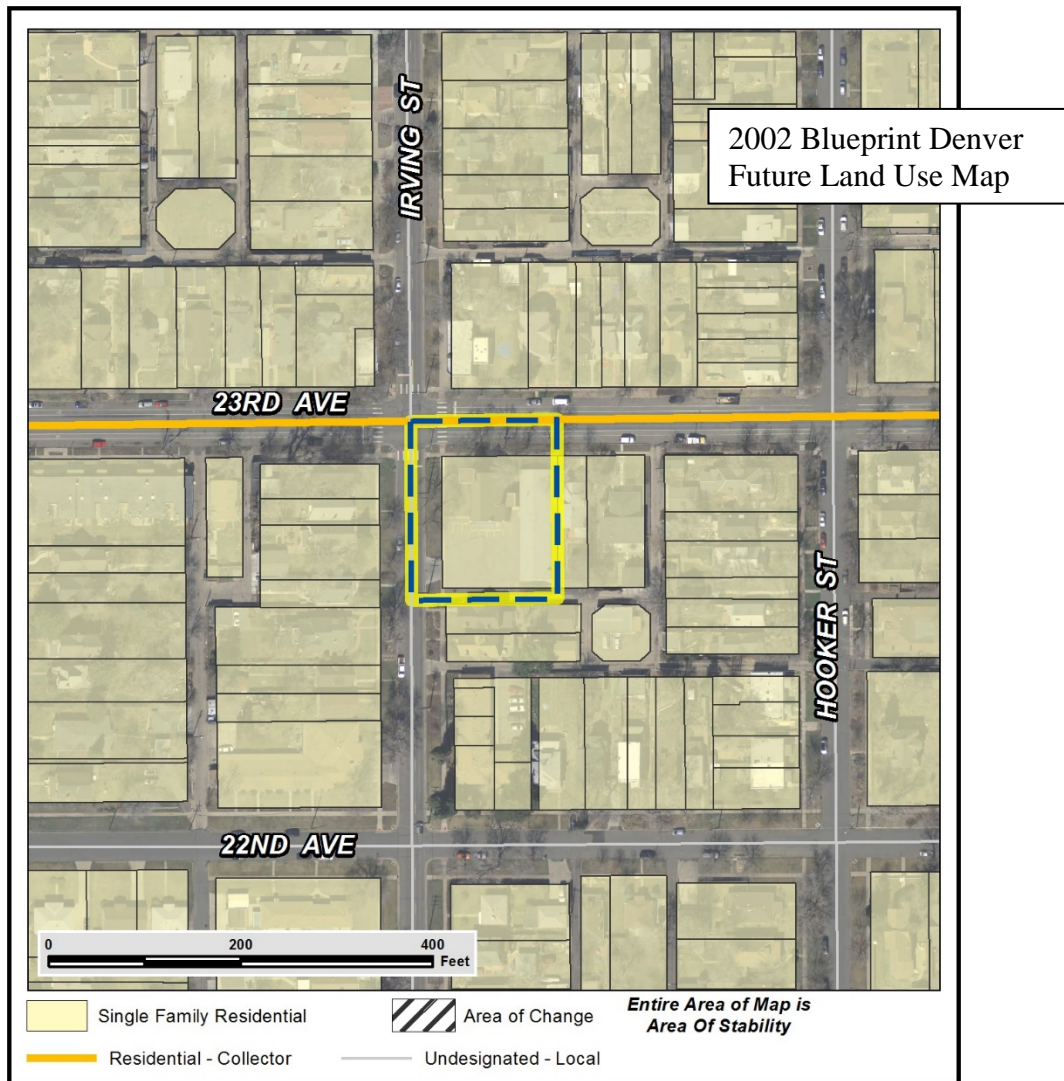 IRVING ST
2002 Blueprint Denver
Future Land Use Map
23RD AVE
HOOKER ST
22ND AVE
0 200 400
Feet
Single Family Residential
Area of Change
Entire Area of Map is
Area Of Stability
Residential - Collector
Undesignated - Local